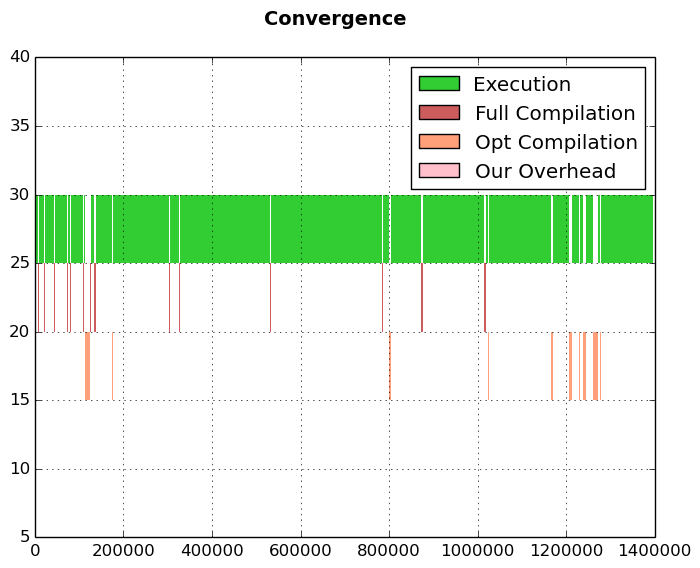 Convergence
40
35
30
25
20
15
10
5
Execution
Full Compilation
Opt Compilation
Our Overhead
0 200000 400000 600000 800000 1000000 1200000 1400000